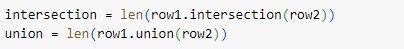 intersection = len(row1.intersection(row2))
union = len(row1.union(row2))